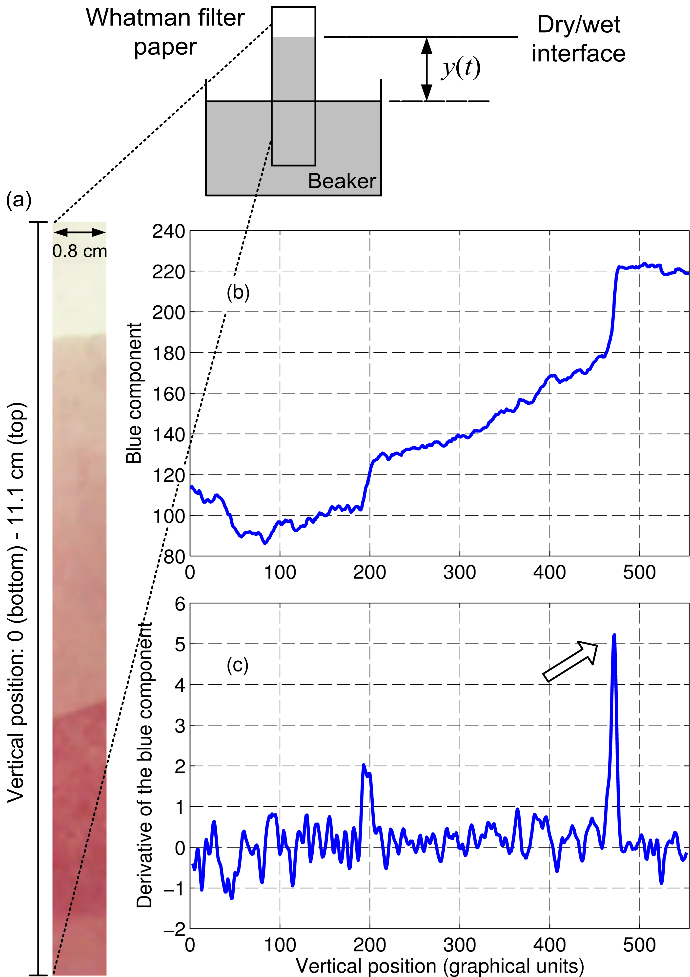 Whatman filter
paper
Dry/wet
interface
y(t)
Beaker
(a)
0.8 cm
Vertical position: 0 (bottom) - 11.1 cm (top)
(b)
Blue component
240
220
200
180
160
140
120
100
80
0 100 200 300 400 500
(c)
Derivative of the blue component
6
5
4
3
2
1
0
−1
−2
0 100 200 300 400 500
Vertical position (graphical units)